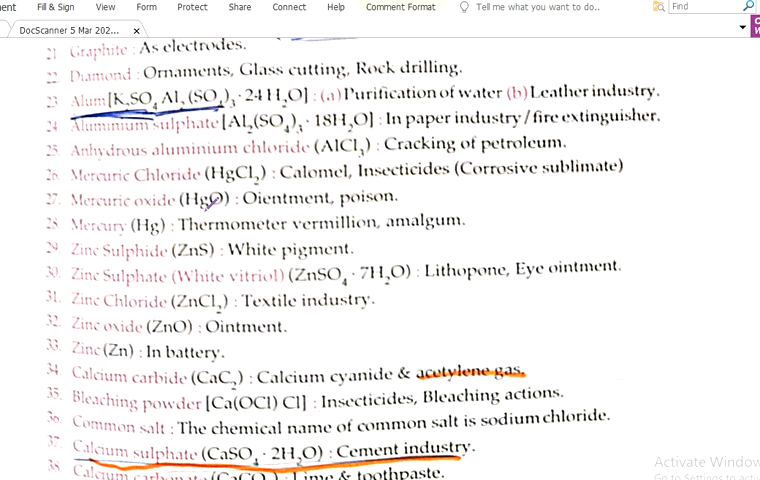 ment Fill & Sign View Form Protect Share Connect Help Comment Format Tell me what you want to do.. Find
DocScanner 5 Mar 202... ×
21 Graphite : As electrodes.
22 Diamond : Ornaments, Glass cutting, Rock drilling.
23 Alum [K₂SO₄ Al₂(SO₄)₃ · 24H₂O] : (a) Purification of water (b) Leather industry.
24 Aluminium sulphate [Al₂(SO₄)₃ · 18H₂O] : In paper industry / fire extinguisher.
25. Anhydrous aluminium chloride (AlCl₃) : Cracking of petroleum.
26. Mercuric Chloride (HgCl₂) : Calomel, Insecticides (Corrosive sublimate)
27. Mercuric oxide (HgO) : Oientment, poison.
28 Mercury (Hg) : Thermometer vermillion, amalgum.
29 Zinc Sulphide (ZnS) : White pigment.
30. Zinc Sulphate (White vitriol) (ZnSO₄ · 7H₂O) : Lithopone, Eye ointment.
31. Zinc Chloride (ZnCl₂) : Textile industry.
32. Zinc oxide (ZnO) : Ointment.
33. Zinc (Zn) : In battery.
34 Calcium carbide (CaC₂) : Calcium cyanide & acetylene gas.
35. Bleaching powder [Ca(OCl) Cl] : Insecticides, Bleaching actions.
36. Common salt : The chemical name of common salt is sodium chloride.
37. Calcium sulphate (CaSO₄ · 2H₂O) : Cement industry.
38 Calcium carbonate (CaCO₃) : Lime & toothpaste.
Activate Window